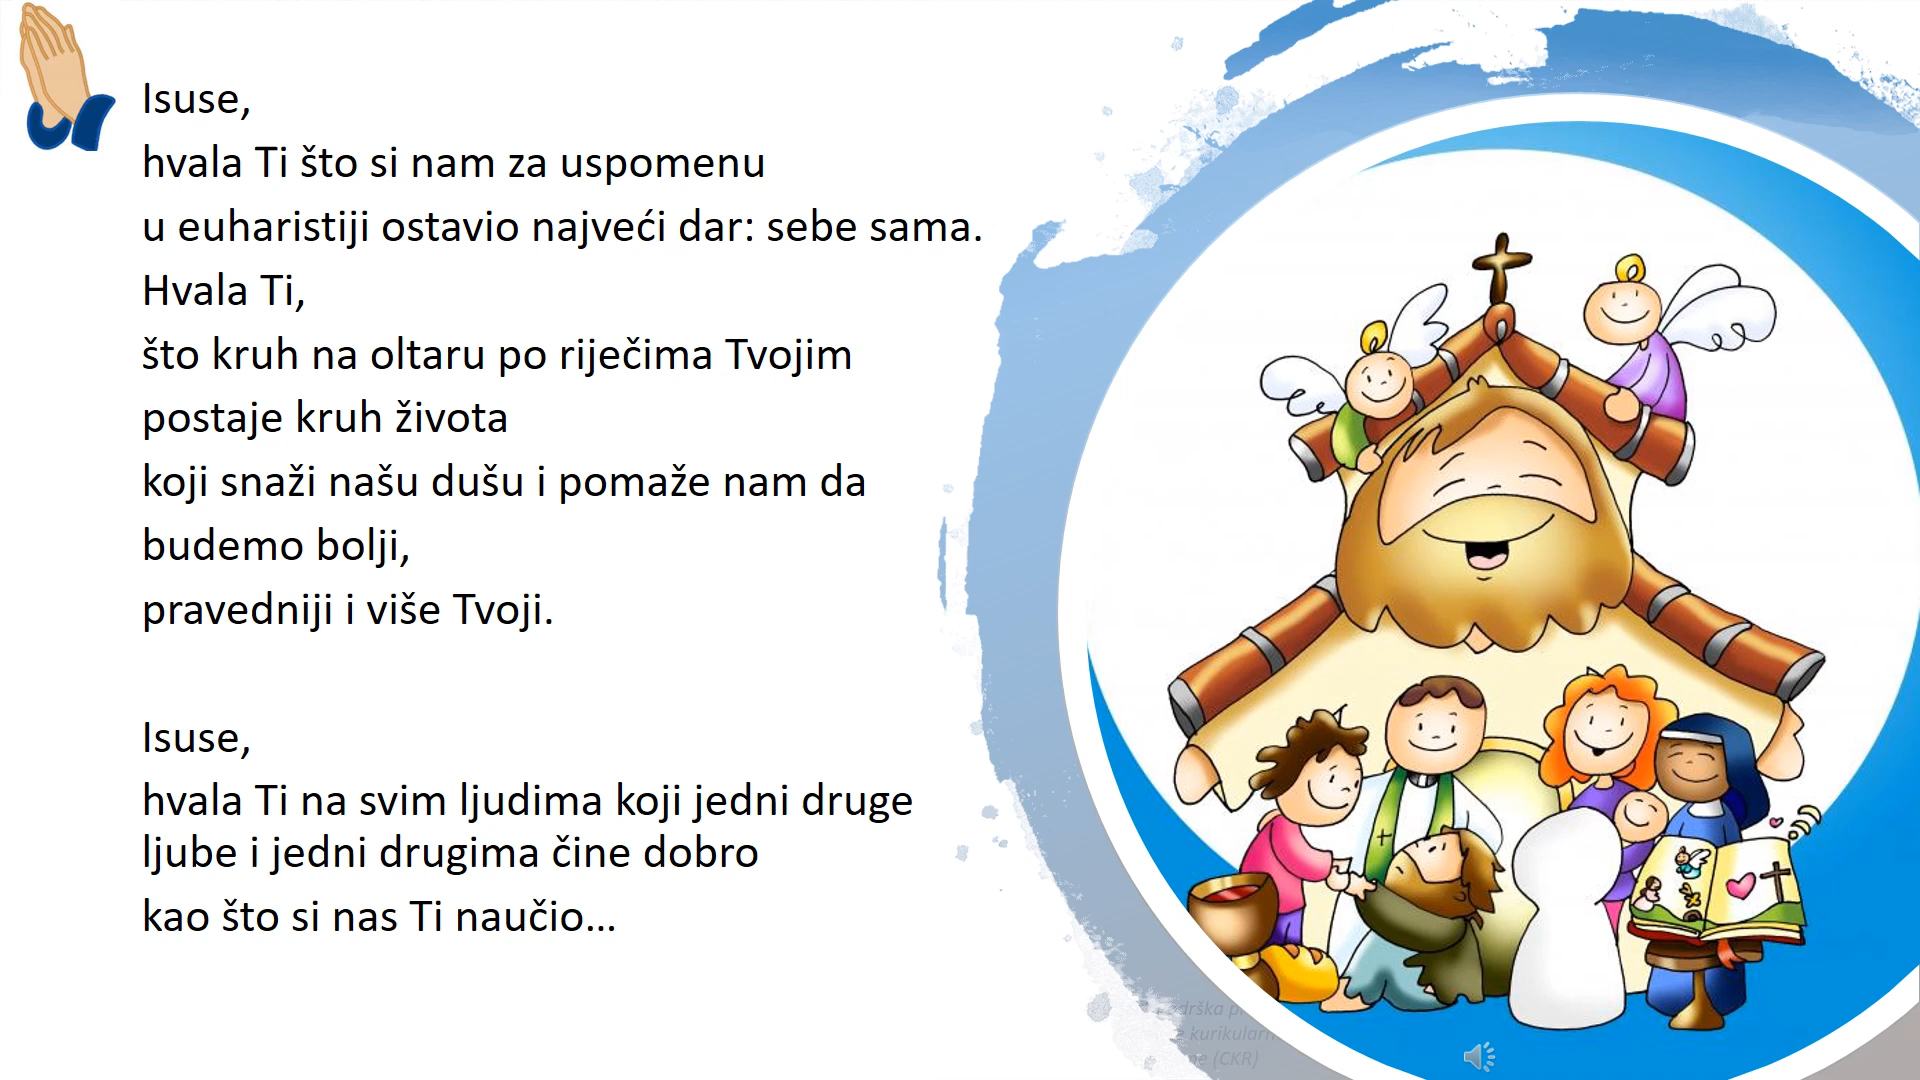 Isuse,
hvala Ti što si nam za uspomenu
u euharistiji ostavio najveći dar: sebe sama.
Hvala Ti,
što kruh na oltaru po riječima Tvojim
postaje kruh života
koji snaži našu dušu i pomaže nam da
budemo bolji,
pravedniji i više Tvoji.
Isuse,
hvala Ti na svim ljudima koji jedni druge
ljube i jedni drugima čine dobro
kao što si nas Ti naučio...
(CKR)